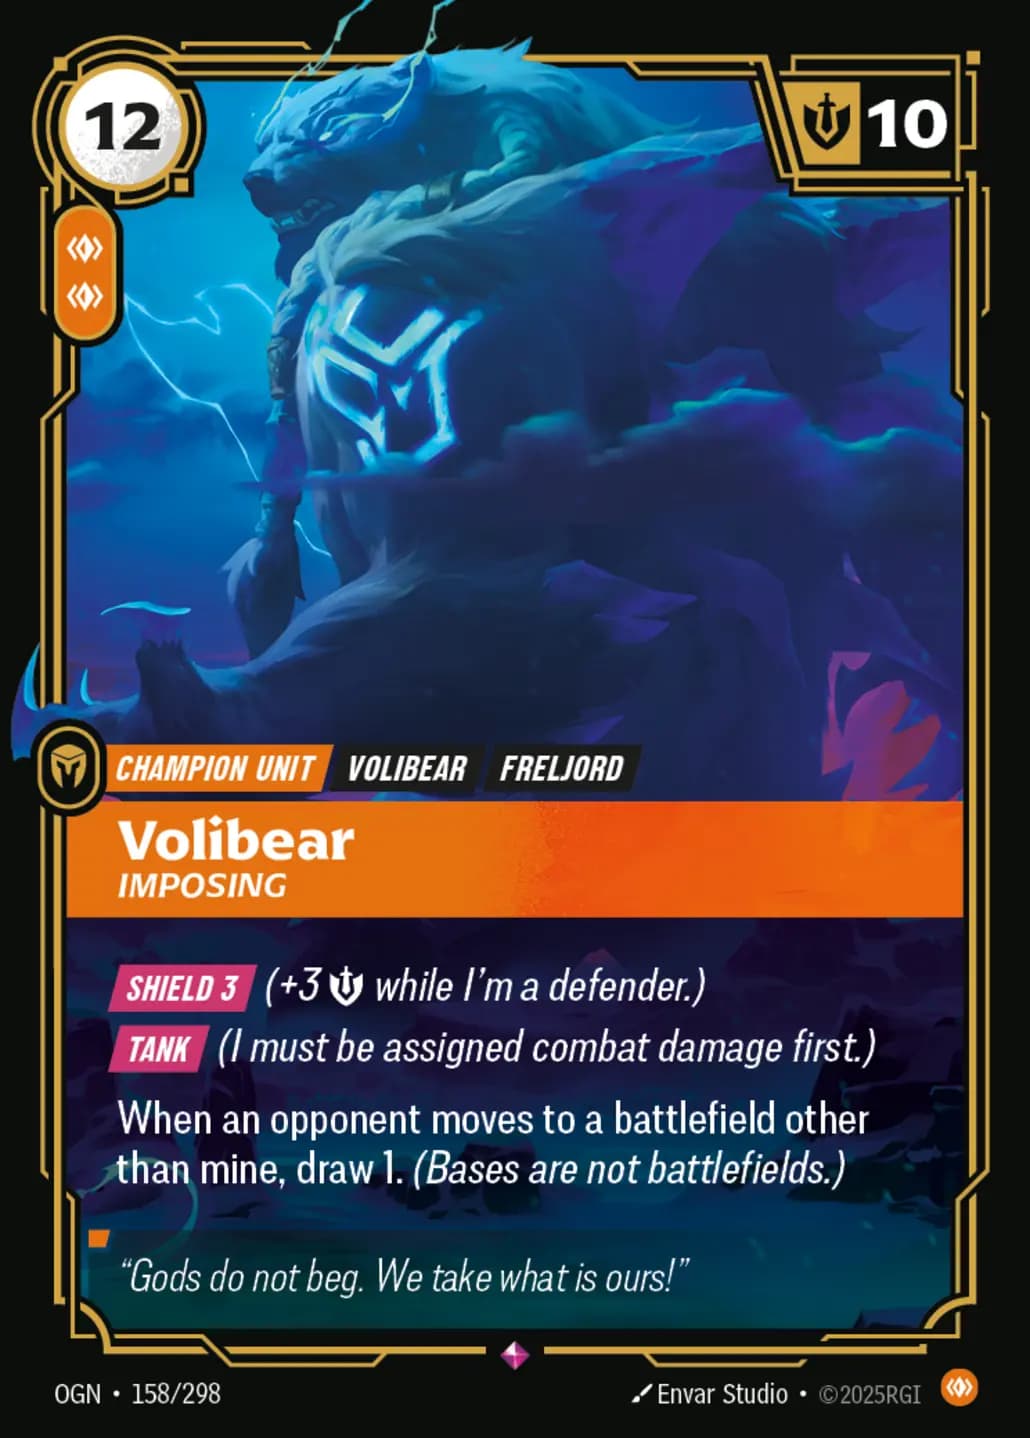 12
10
CHAMPION UNIT VOLIBEAR FRELJORD
Volibear
IMPOSING
SHIELD 3 (+3 while I'm a defender.)
TANK (I must be assigned combat damage first.)
When an opponent moves to a battlefield other
than mine, draw 1. (Bases are not battlefields.)
“Gods do not beg. We take what is ours!”
OGN • 158/298 Envar Studio • ©2025RGI